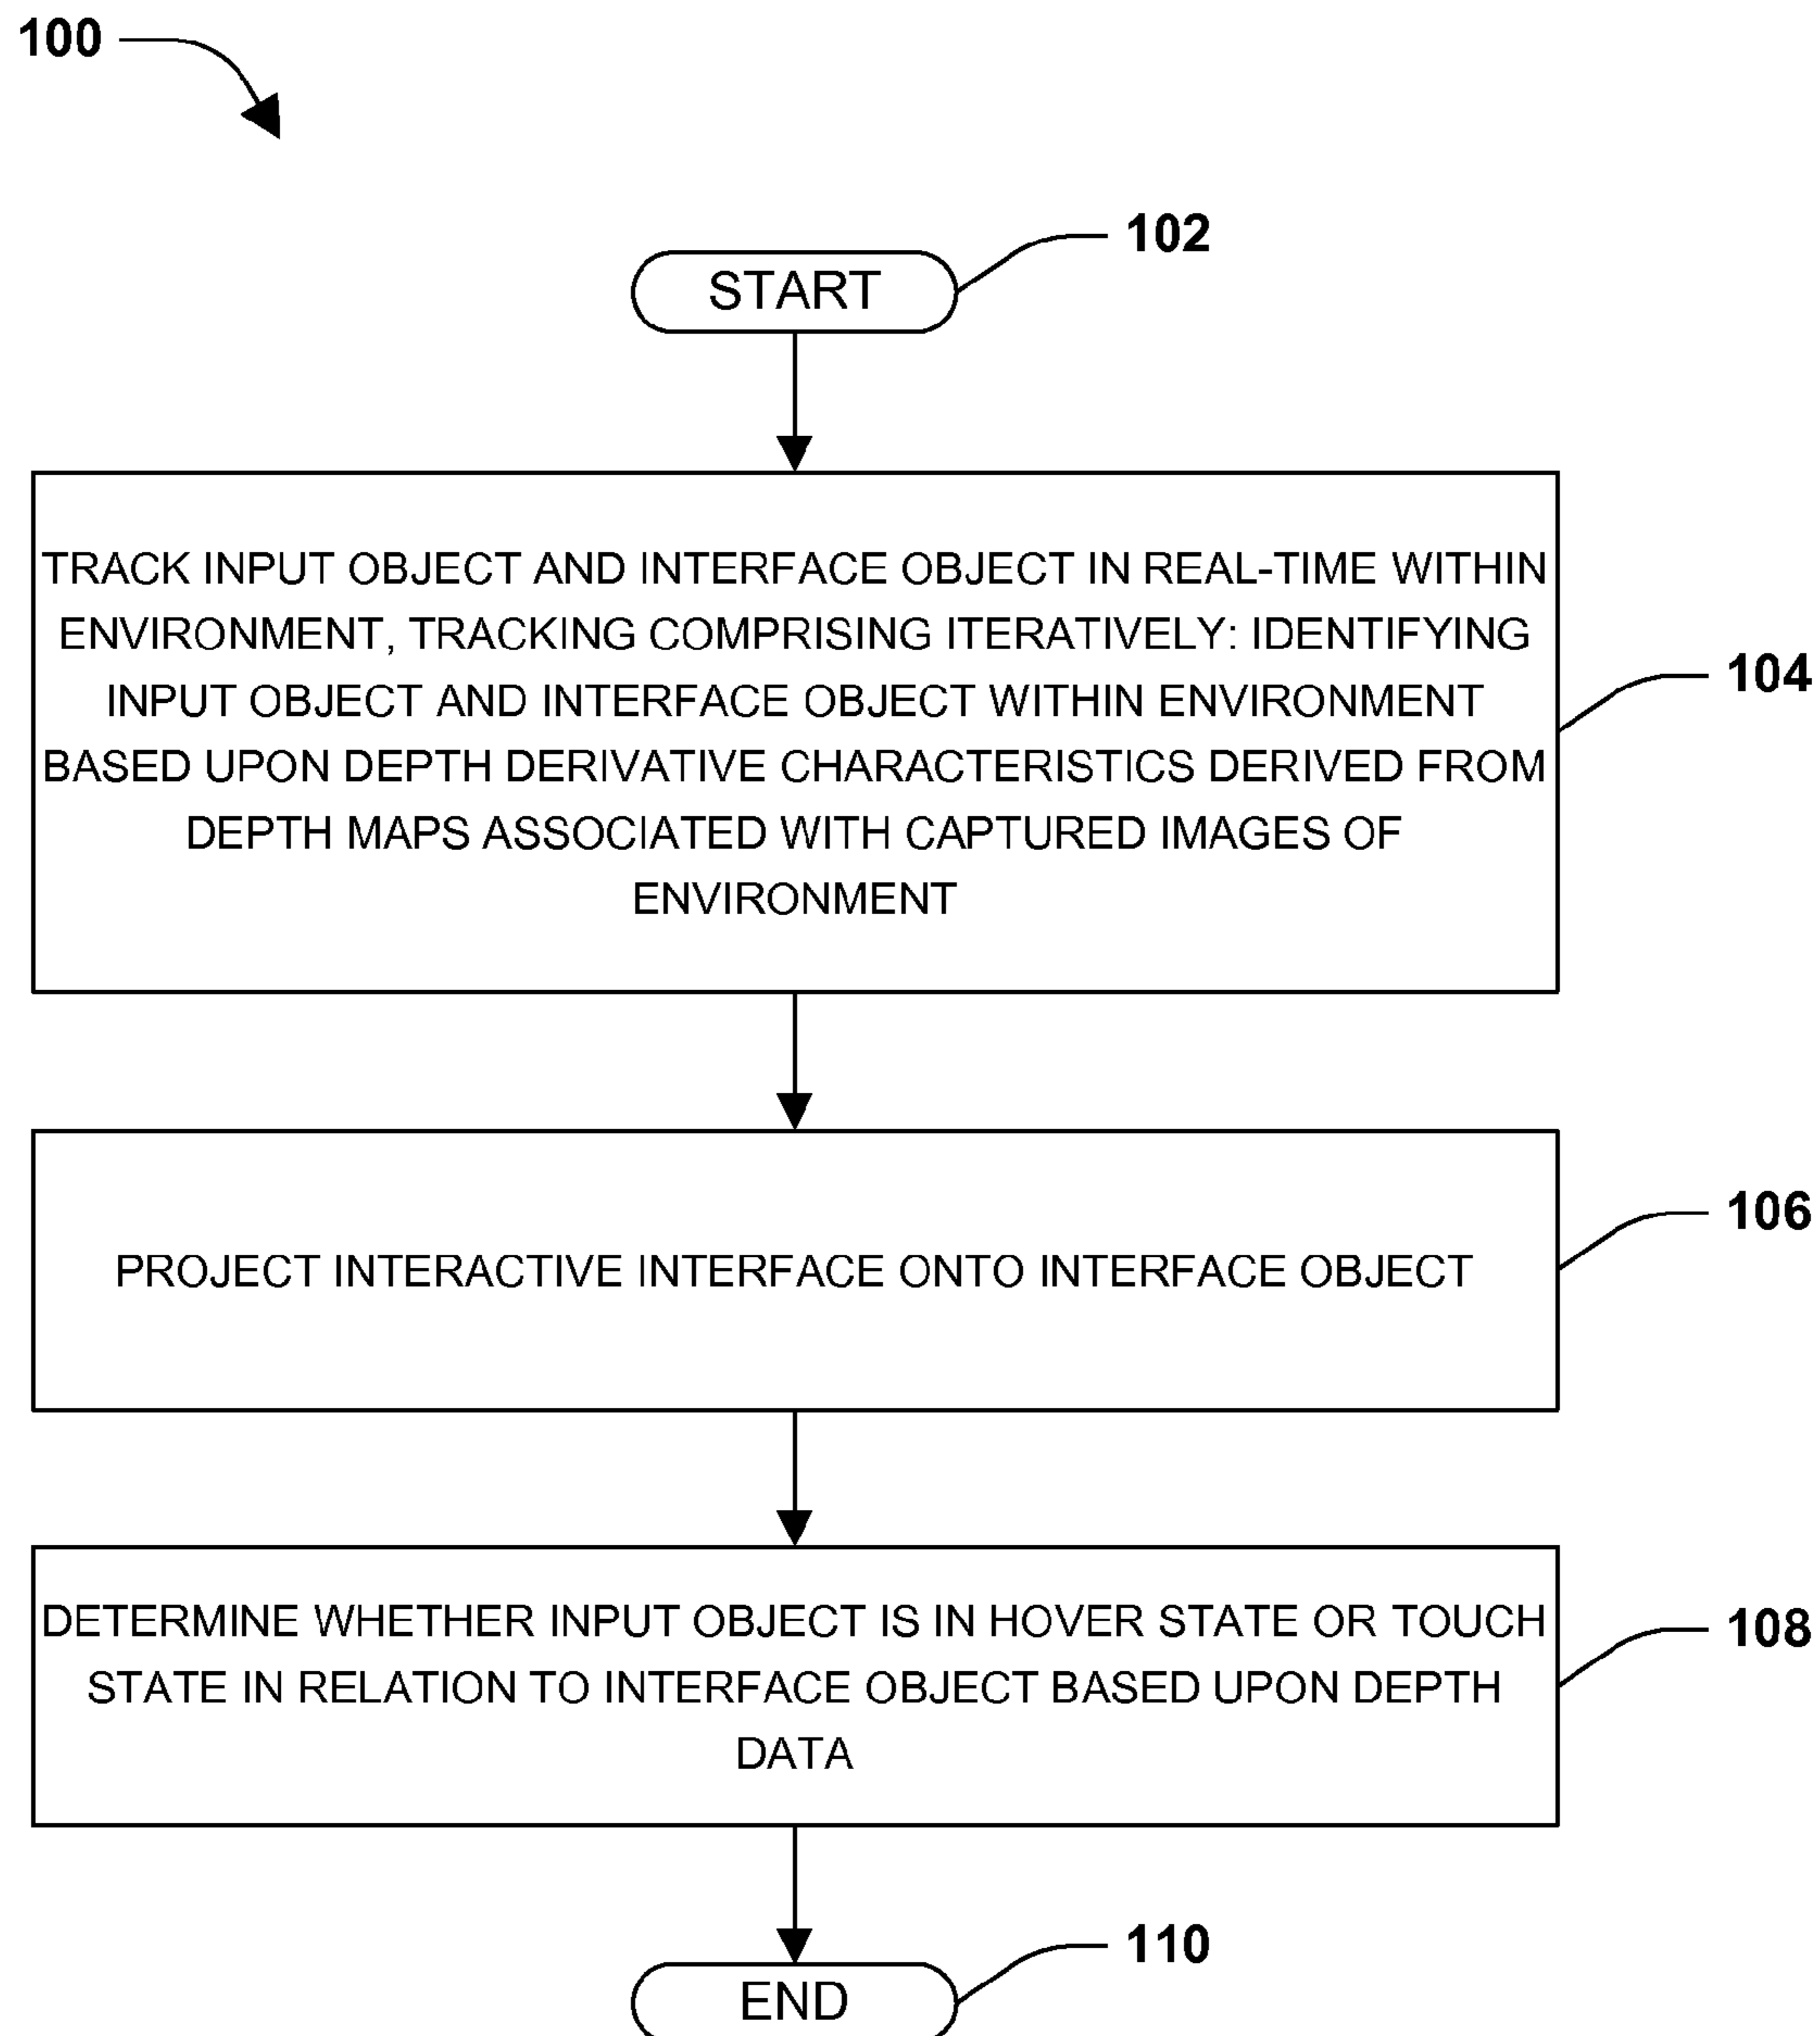 100
102
START
TRACK INPUT OBJECT AND INTERFACE OBJECT IN REAL-TIME WITHIN
ENVIRONMENT, TRACKING COMPRISING ITERATIVELY: IDENTIFYING
INPUT OBJECT AND INTERFACE OBJECT WITHIN ENVIRONMENT
BASED UPON DEPTH DERIVATIVE CHARACTERISTICS DERIVED FROM
DEPTH MAPS ASSOCIATED WITH CAPTURED IMAGES OF
ENVIRONMENT
104
PROJECT INTERACTIVE INTERFACE ONTO INTERFACE OBJECT
106
DETERMINE WHETHER INPUT OBJECT IS IN HOVER STATE OR TOUCH
STATE IN RELATION TO INTERFACE OBJECT BASED UPON DEPTH
DATA
108
110
END